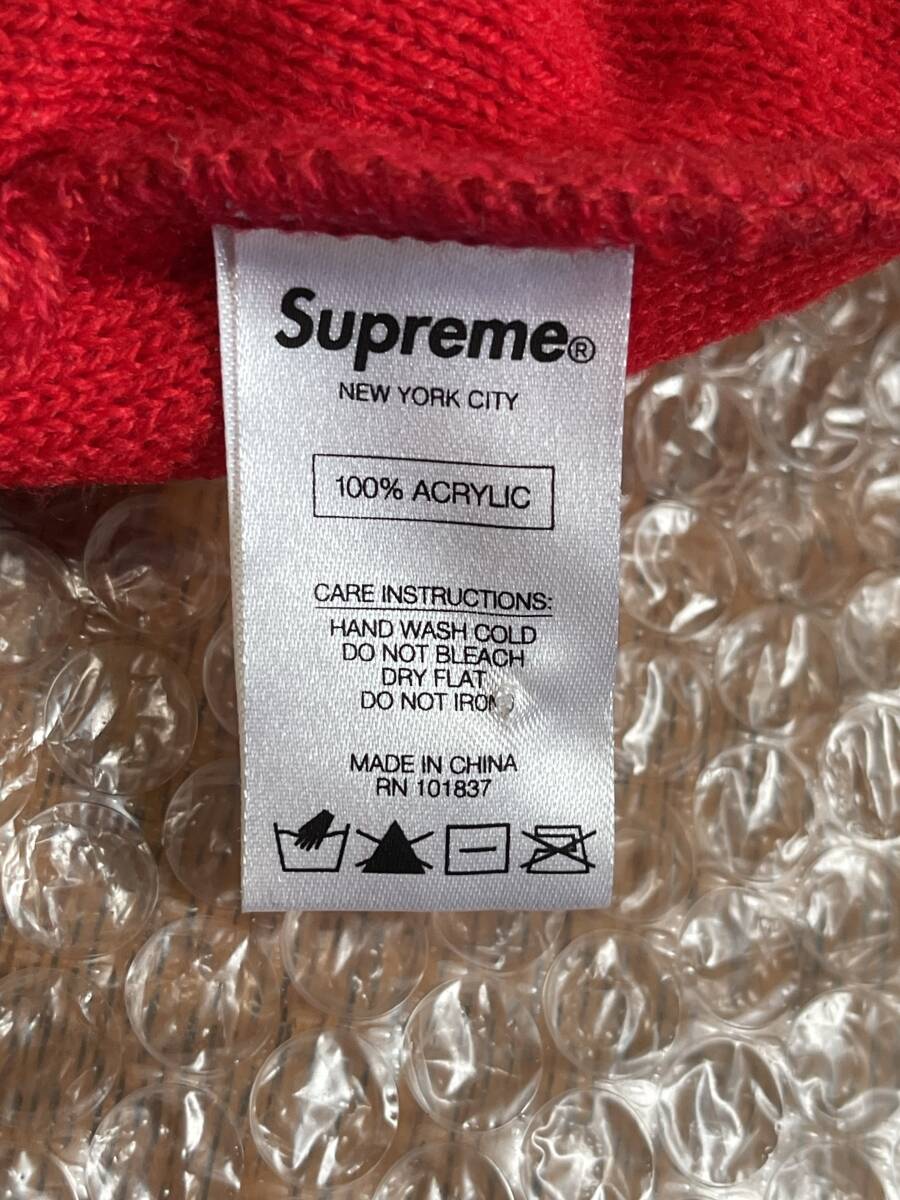 Supreme®
NEW YORK CITY
100% ACRYLIC
CARE INSTRUCTIONS:
HAND WASH COLD
DO NOT BLEACH
DRY FLAT
DO NOT IRON
MADE IN CHINA
RN 101837